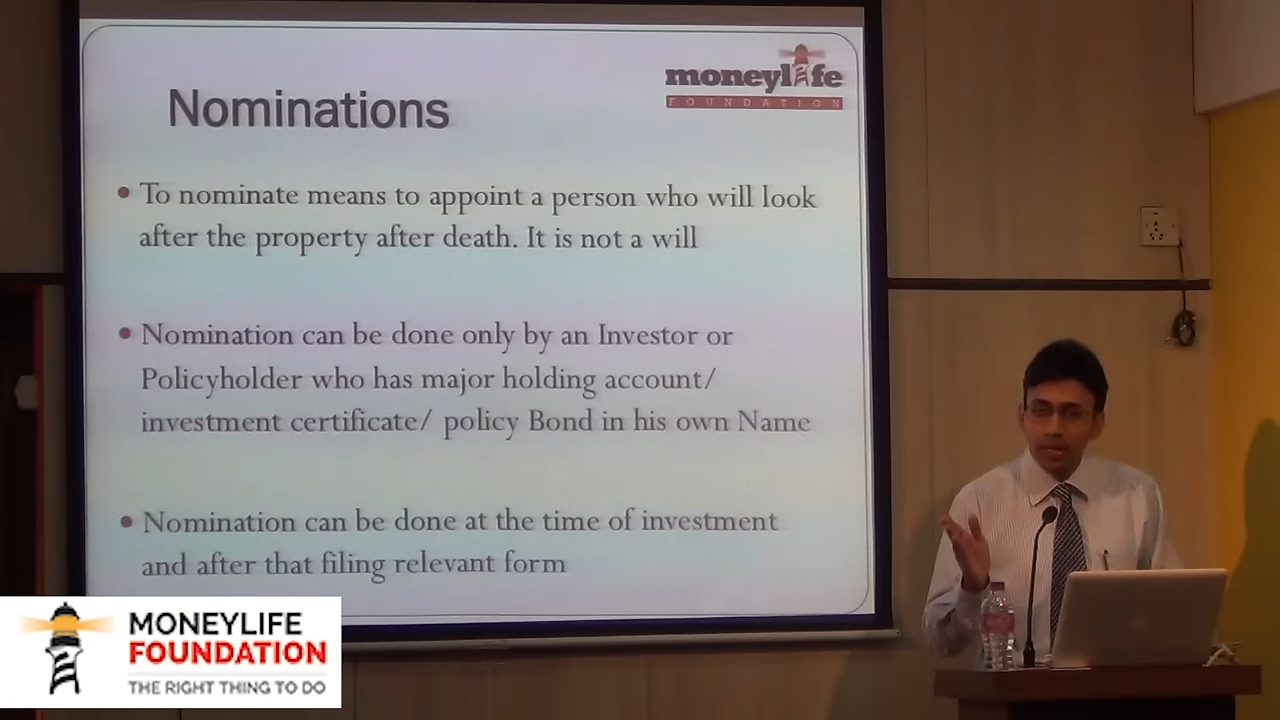 Nominations
moneylife
FOUNDATION
• To nominate means to appoint a person who will look
after the property after death. It is not a will
• Nomination can be done only by an Investor or
Policyholder who has major holding account/
investment certificate/ policy Bond in his own Name
• Nomination can be done at the time of investment
and after that filing relevant form
MONEYLIFE
FOUNDATION
THE RIGHT THING TO DO